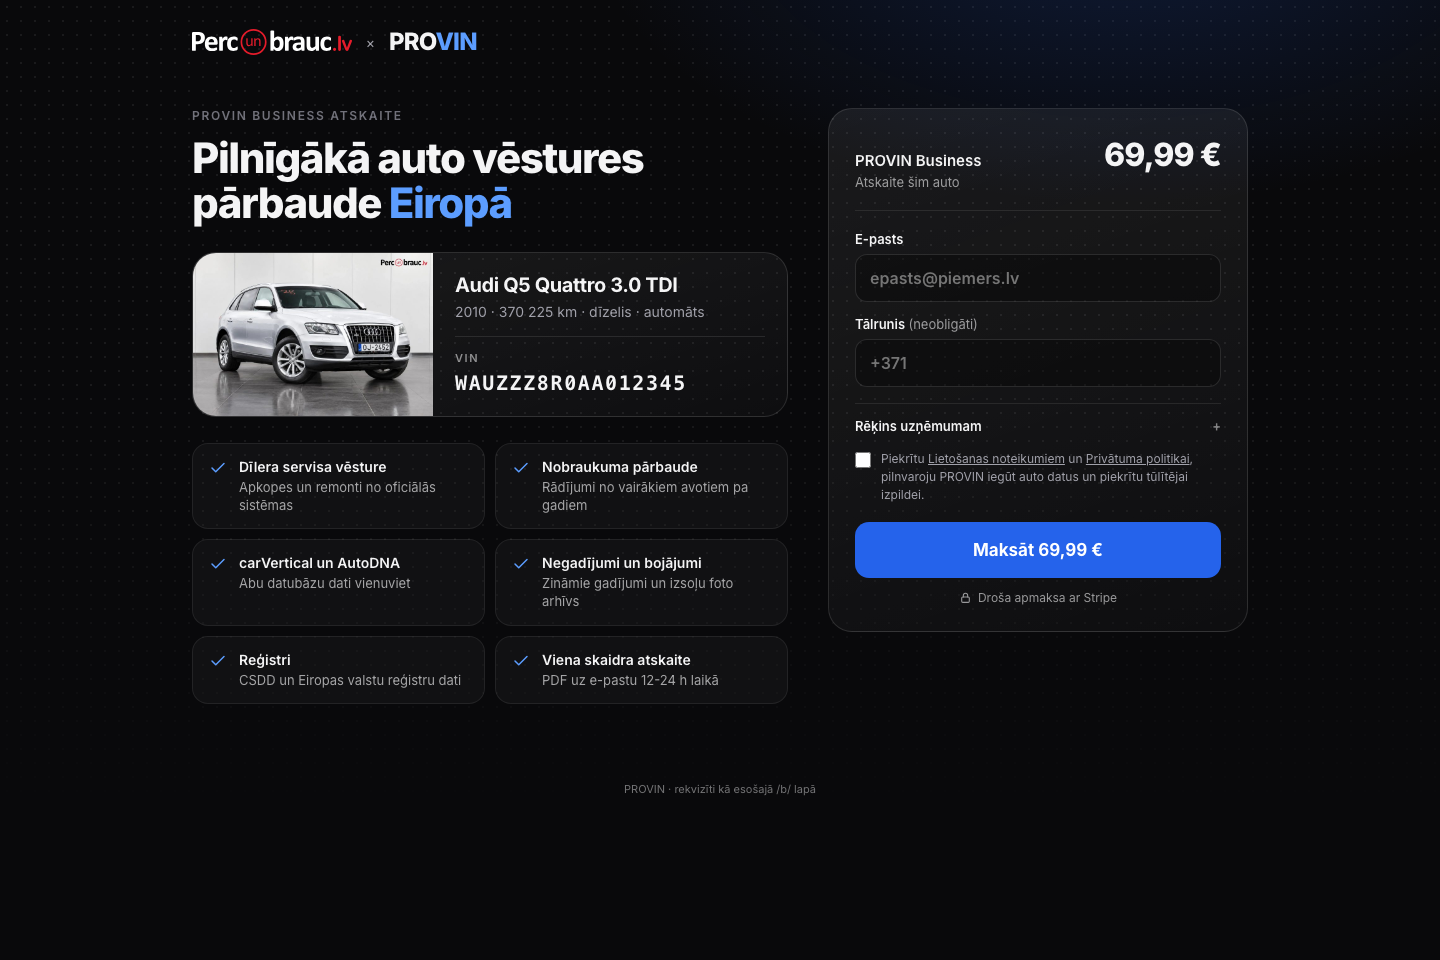 Perc un brauc.lv × PROVIN
PROVIN BUSINESS ATSKAITE
Pilnīgākā auto vēstures
pārbaude Eiropā
Perc un brauc.lv
Audi Q5 Quattro 3.0 TDI
2010 · 370 225 km · dīzelis · automāts
VIN
WAUZZZ8R0AA012345
Dīlera servisa vēsture
Apkopes un remonti no oficiālās
sistēmas
Nobraukuma pārbaude
Rādījumi no vairākiem avotiem pa
gadiem
carVertical un AutoDNA
Abu datubāzu dati vienuviet
Negadījumi un bojājumi
Zināmie gadījumi un izsoļu foto
arhīvs
Reģistri
CSDD un Eiropas valstu reģistru dati
Viena skaidra atskaite
PDF uz e-pastu 12-24 h laikā
PROVIN Business
69,99 €
Atskaite šim auto
E-pasts
epasts@piemers.lv
Tālrunis (neobligāti)
+371
Rēķins uzņēmumam +
Piekrītu Lietošanas noteikumiem un Privātuma politikai,
pilnvaroju PROVIN iegūt auto datus un piekrītu tūlītējai
izpildei.
Maksāt 69,99 €
Droša apmaksa ar Stripe
PROVIN · rekvizīti kā esošajā /b/ lapā